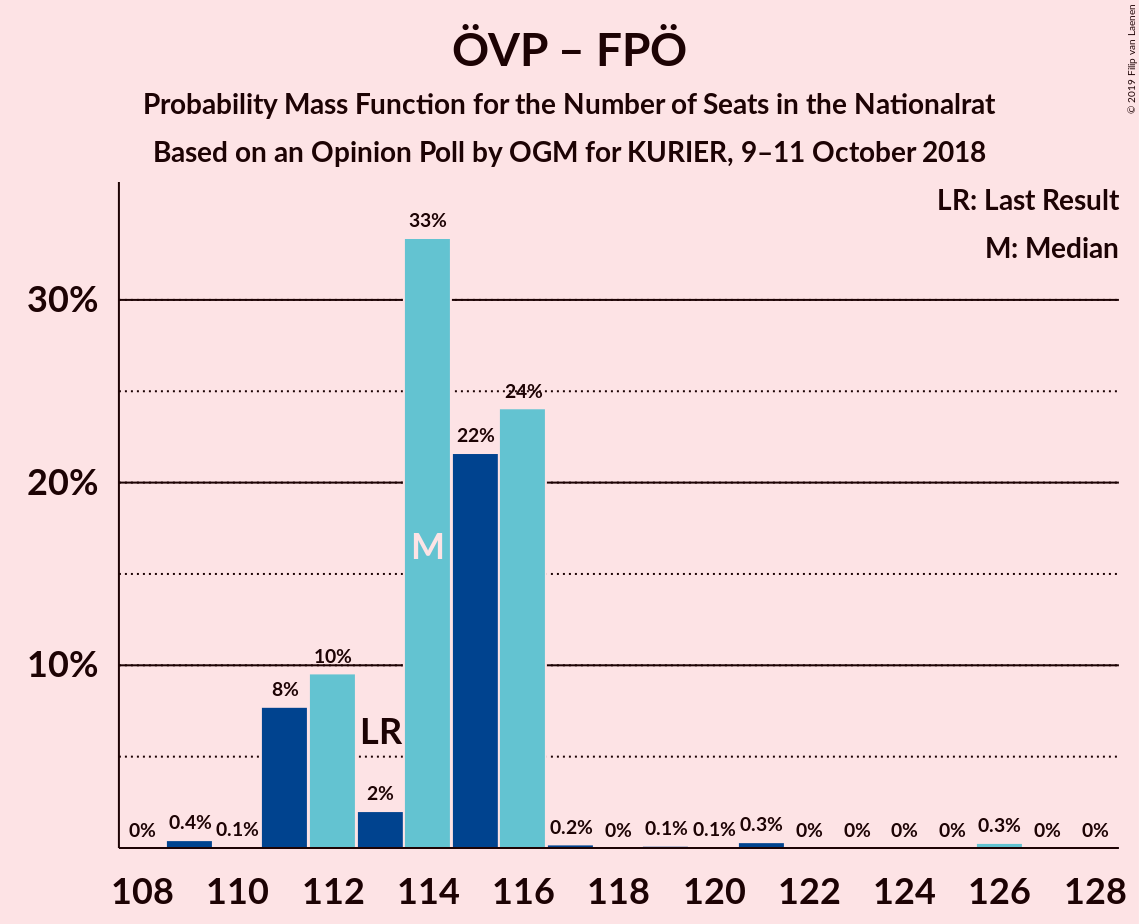 ÖVP – FPÖ
Probability Mass Function for the Number of Seats in the Nationalrat
Based on an Opinion Poll by OGM for KURIER, 9–11 October 2018
© 2019 Filip van Laenen
LR: Last Result
M: Median
33%
30%
24%
22%
20%
M
10%
10%
8%
LR
2%
0% 0.4% 0.1% 0.2% 0% 0.1% 0.1% 0.3% 0% 0% 0% 0% 0.3% 0% 0%
108 110 112 114 116 118 120 122 124 126 128